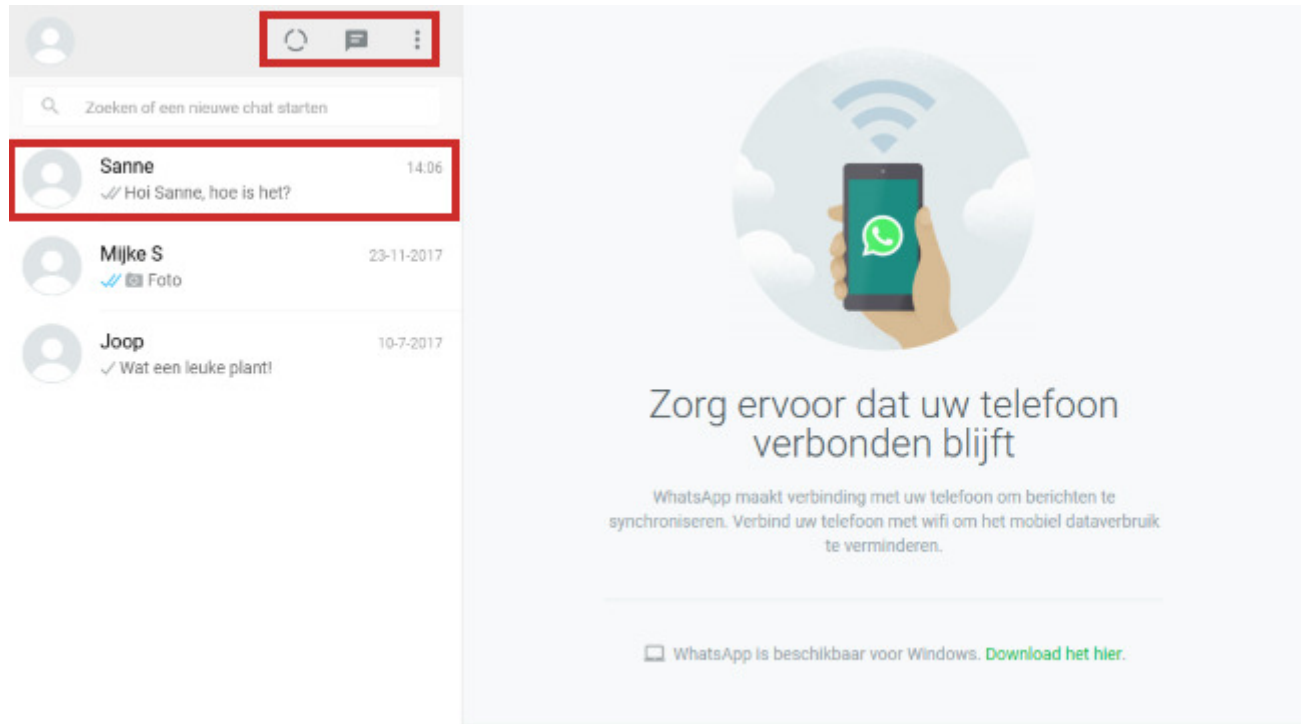 Zoeken of een nieuwe chat starten
Sanne 14:06
Hoi Sanne, hoe is het?
Mijke S 23-11-2017
Foto
Joop 10-7-2017
Wat een leuke plant!
Zorg ervoor dat uw telefoon
verbonden blijft
WhatsApp maakt verbinding met uw telefoon om berichten te
synchroniseren. Verbind uw telefoon met wifi om het mobiel dataverbruik
te verminderen.
WhatsApp is beschikbaar voor Windows. Download het hier.